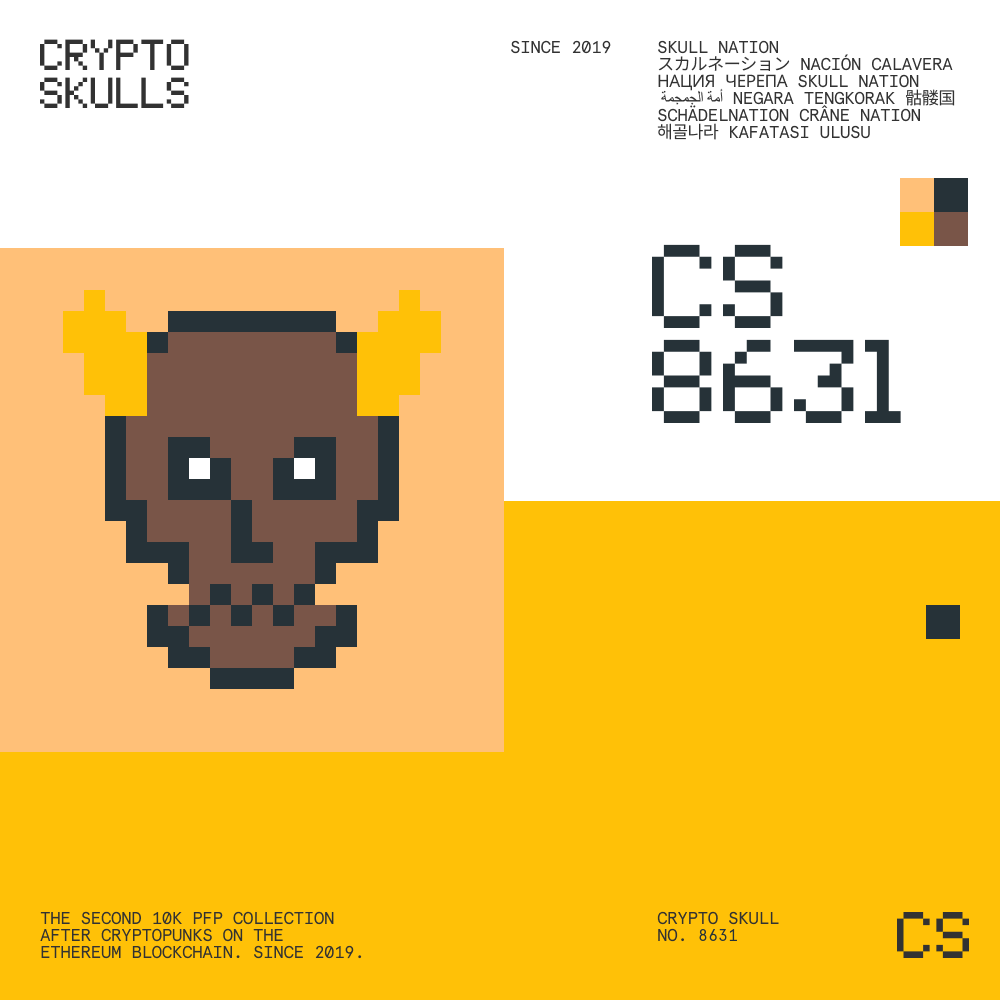 CRYPTO
SKULLS
SINCE 2019
SKULL NATION
スカルネーション NACIÓN CALAVERA
НАЦИЯ ЧЕРЕПА SKULL NATION
أمة الجمجمة NEGARA TENGKORAK 骷髅国
SCHÄDELNATION CRÂNE NATION
해골나라 KAFATASI ULUSU
CS
8631
THE SECOND 10K PFP COLLECTION
AFTER CRYPTOPUNKS ON THE
ETHEREUM BLOCKCHAIN. SINCE 2019.
CRYPTO SKULL
NO. 8631
CS